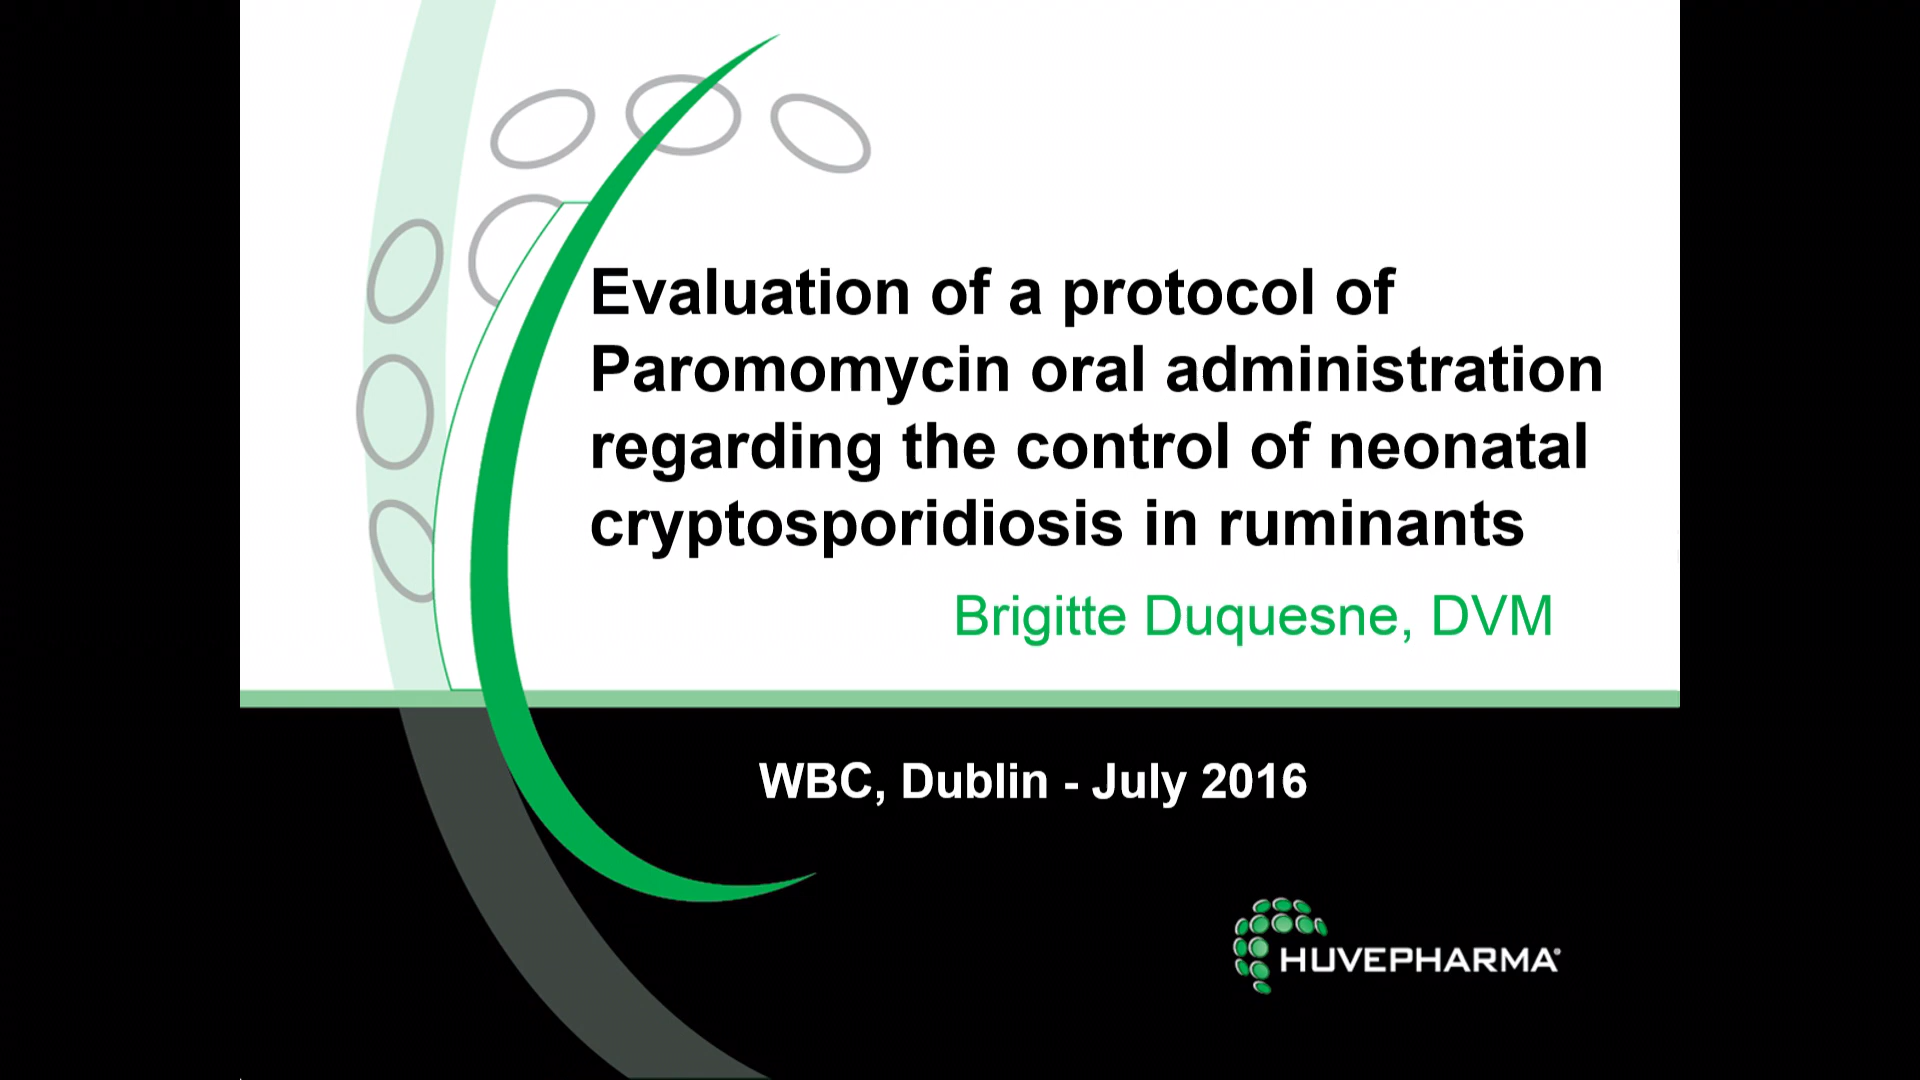 Evaluation of a protocol of
Paromomycin oral administration
regarding the control of neonatal
cryptosporidiosis in ruminants
Brigitte Duquesne, DVM
WBC, Dublin - July 2016
HUVEPHARMA®